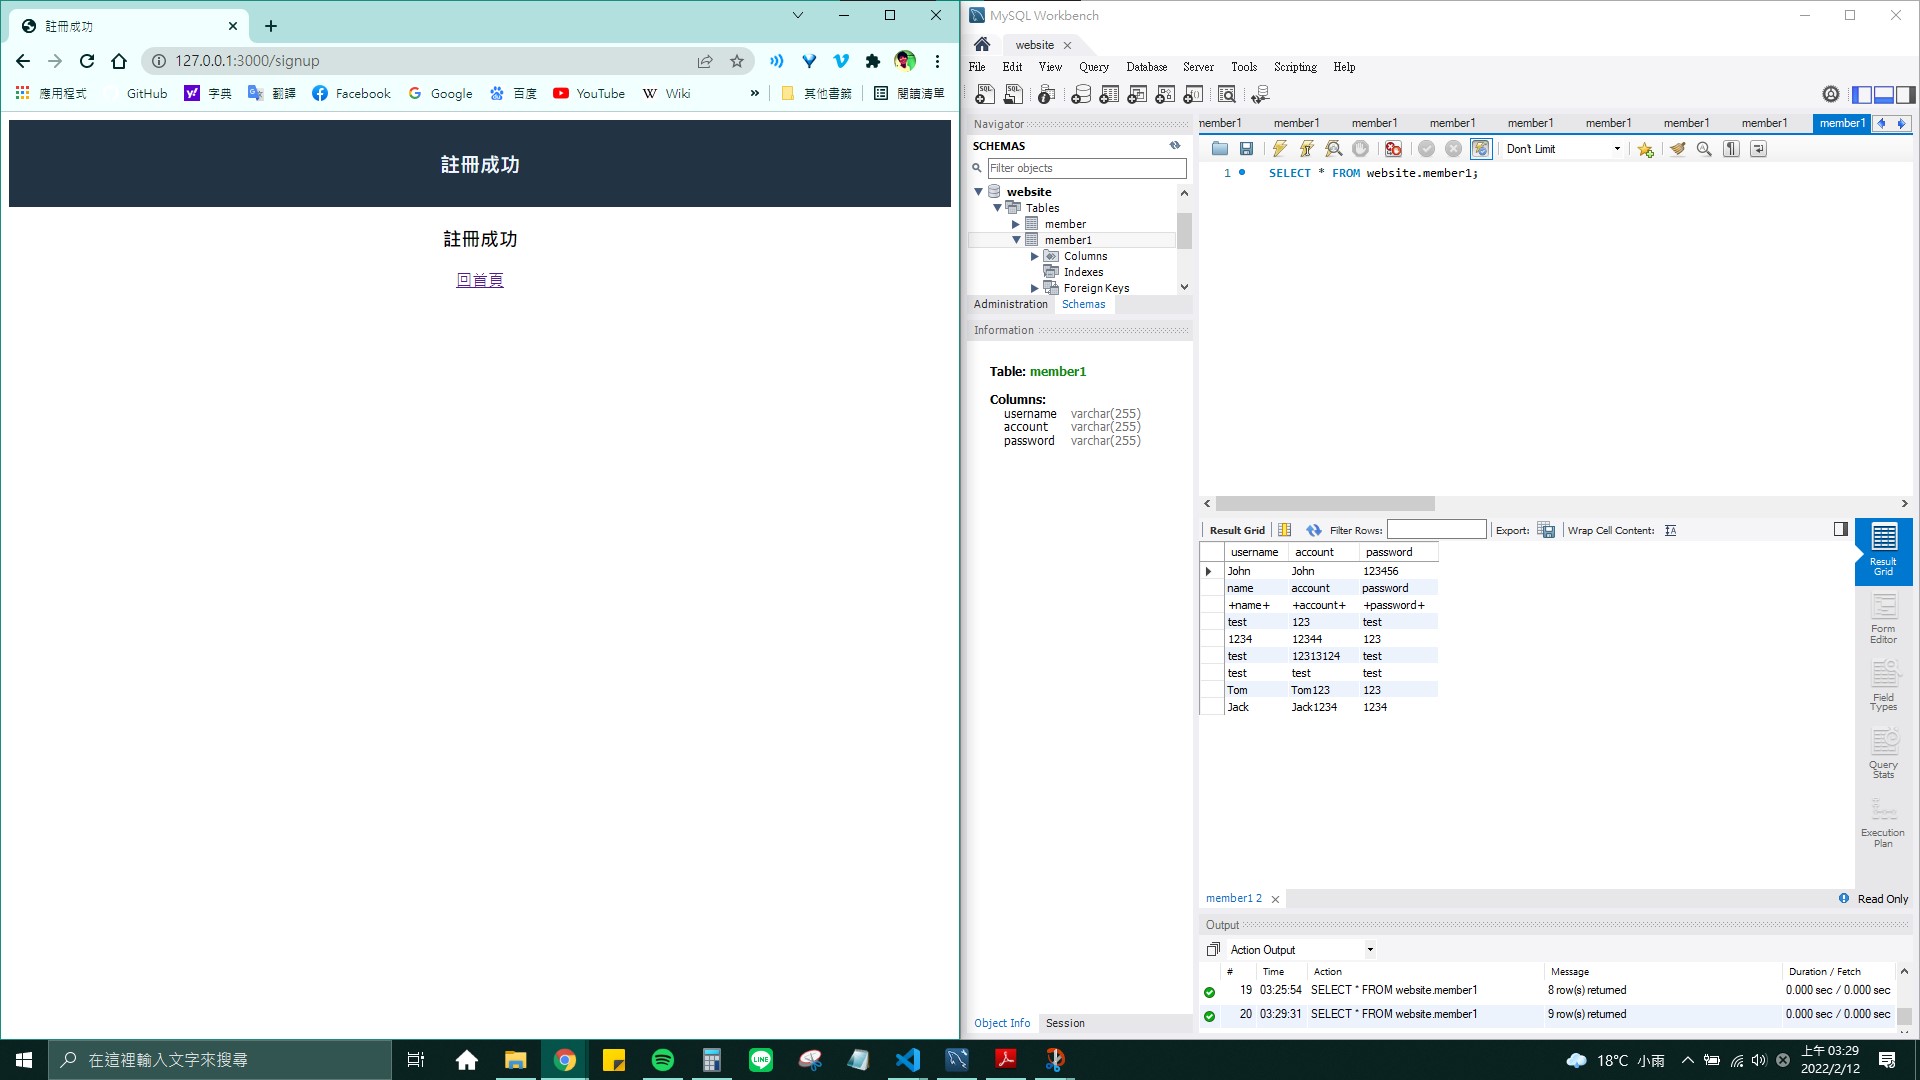 註冊成功
127.0.0.1:3000/signup
應用程式 GitHub 字典 翻譯 Facebook Google 百度 YouTube Wiki » 其他書籤 閱讀清單
註冊成功
註冊成功
回首頁
MySQL Workbench
website
File Edit View Query Database Server Tools Scripting Help
Navigator
SCHEMAS
Filter objects
website
Tables
member
member1
Columns
Indexes
Foreign Keys
Administration Schemas
Information
Table: member1
Columns:
username varchar(255)
account varchar(255)
password varchar(255)
Object Info Session
member1 member1 member1 member1 member1 member1 member1 member1 member1
Don't Limit
1 SELECT * FROM website.member1;
Result Grid Filter Rows: Export: Wrap Cell Content:
username account password
John John 123456
name account password
+name+ +account+ +password+
test 123 test
1234 12344 123
test 12313124 test
test test test
Tom Tom123 123
Jack Jack1234 1234
Result
Grid
Form
Editor
Field
Types
Query
Stats
Execution
Plan
member1 2 Read Only
Output
Action Output
# Time Action Message Duration / Fetch
19 03:25:54 SELECT * FROM website.member1 8 row(s) returned 0.000 sec / 0.000 sec
20 03:29:31 SELECT * FROM website.member1 9 row(s) returned 0.000 sec / 0.000 sec
在這裡輸入文字來搜尋
18°C 小雨
上午 03:29
2022/2/12